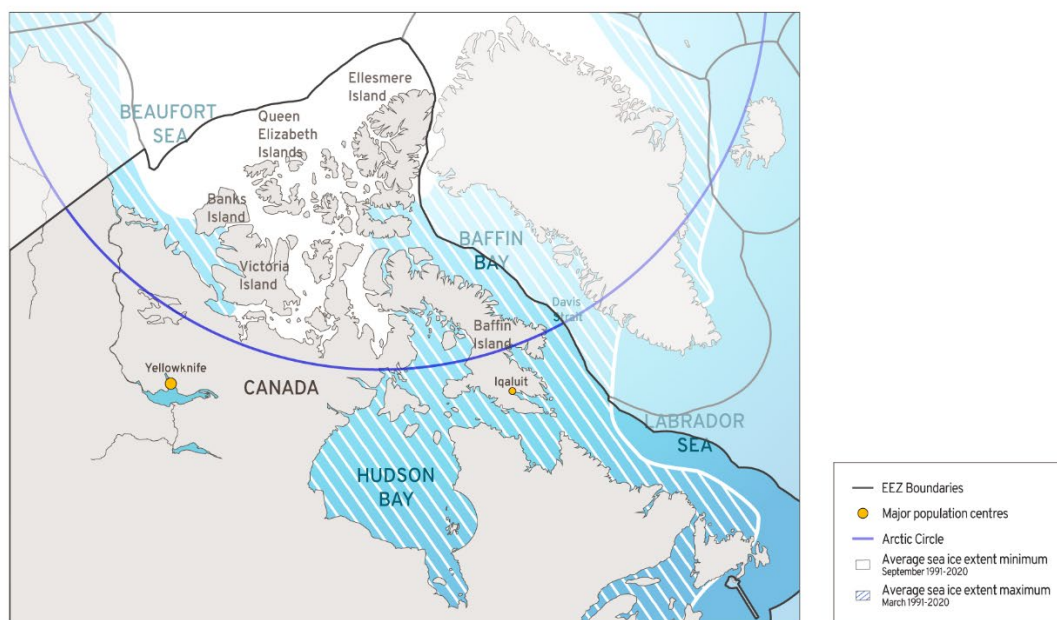 Ellesmere
Island
BEAUFORT
SEA
Queen
Elizabeth
Islands
Banks
Island
BAFFIN
BAY
Victoria
Island
Davis
Strait
Baffin
Island
Yellowknife
CANADA
Iqaluit
LABRADOR
SEA
HUDSON
BAY
EEZ Boundaries
Major population centres
Arctic Circle
Average sea ice extent minimum
September 1991-2020
Average sea ice extent maximum
March 1991-2020